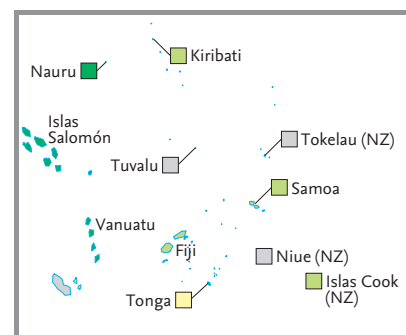 Kiribati
Nauru
Islas
Salomón
Tokelau (NZ)
Tuvalu
Samoa
Vanuatu
Fiji
Niue (NZ)
Islas Cook
(NZ)
Tonga